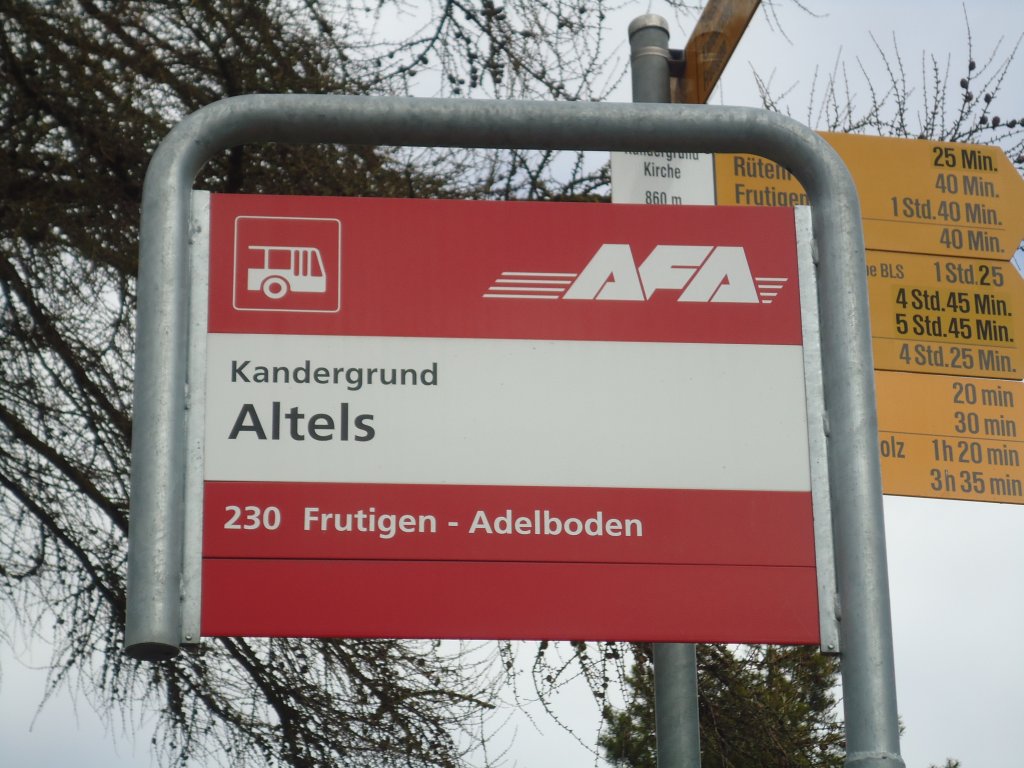 AFA
Kandergrund
Altels
230 Frutigen - Adelboden
Kandergrund
Kirche
860 m
25 Min.
Frutigen 40 Min.
1 Std.40 Min.
40 Min.
BLS 1 Std.25
4 Std.45 Min.
5 Std.45 Min.
4 Std.25 Min.
20 min
30 min
1h 20 min
3h 35 min